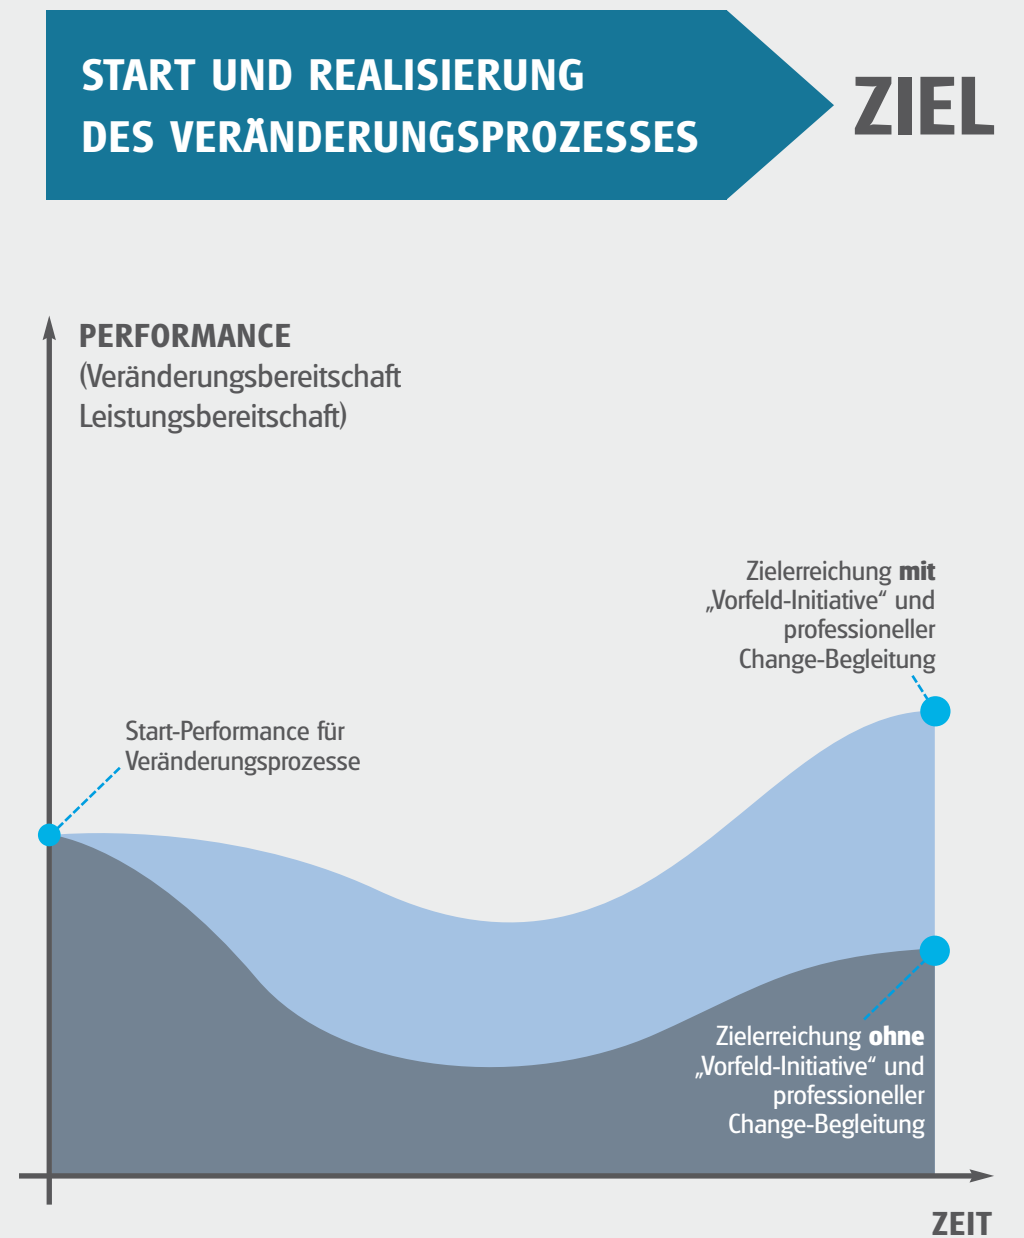 START UND REALISIERUNG
DES VERÄNDERUNGSPROZESSES
ZIEL
PERFORMANCE
(Veränderungsbereitschaft
Leistungsbereitschaft)
Zielerreichung mit
„Vorfeld-Initiative“ und
professioneller
Change-Begleitung
Start-Performance für
Veränderungsprozesse
Zielerreichung ohne
„Vorfeld-Initiative“ und
professioneller
Change-Begleitung
ZEIT